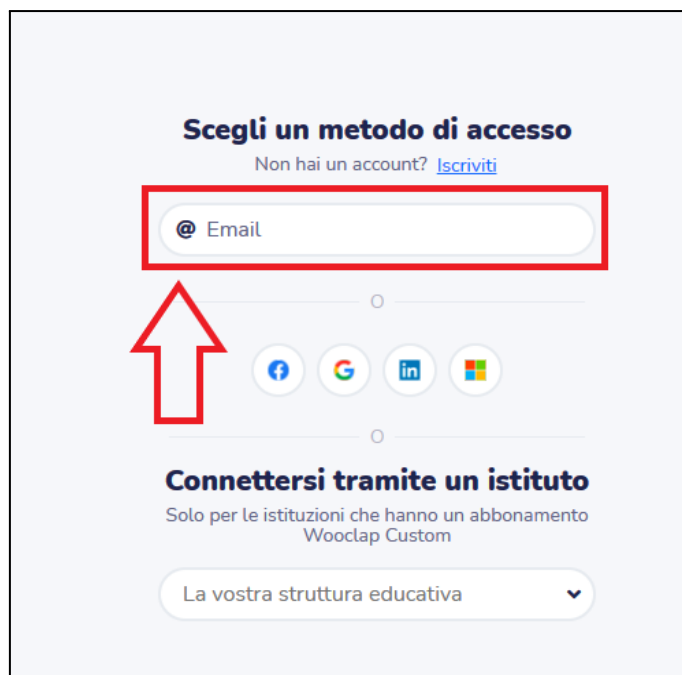 Scegli un metodo di accesso
Non hai un account? Iscriviti
@ Email
O
O
Connettersi tramite un istituto
Solo per le istituzioni che hanno un abbonamento
Wooclap Custom
La vostra struttura educativa